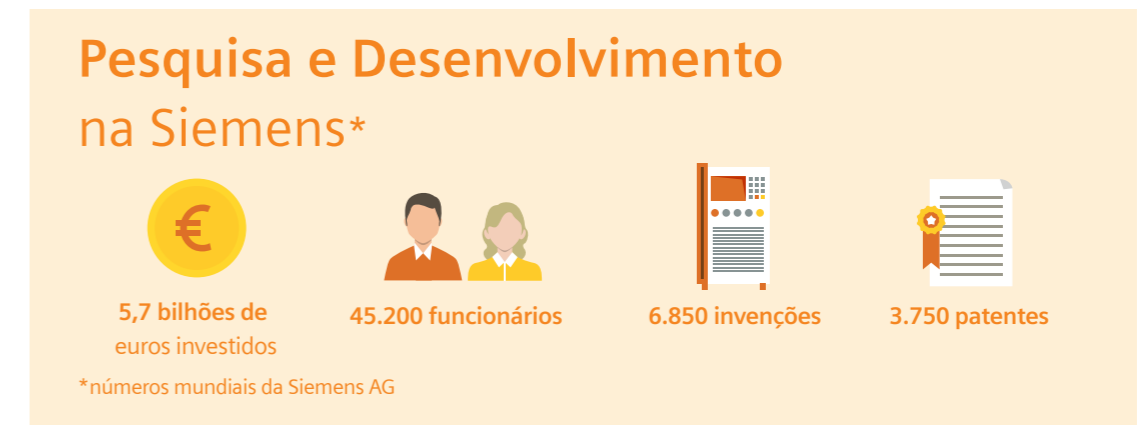 Pesquisa e Desenvolvimento
na Siemens*
€
5,7 bilhões de
euros investidos
45.200 funcionários
6.850 invenções
3.750 patentes
*números mundiais da Siemens AG